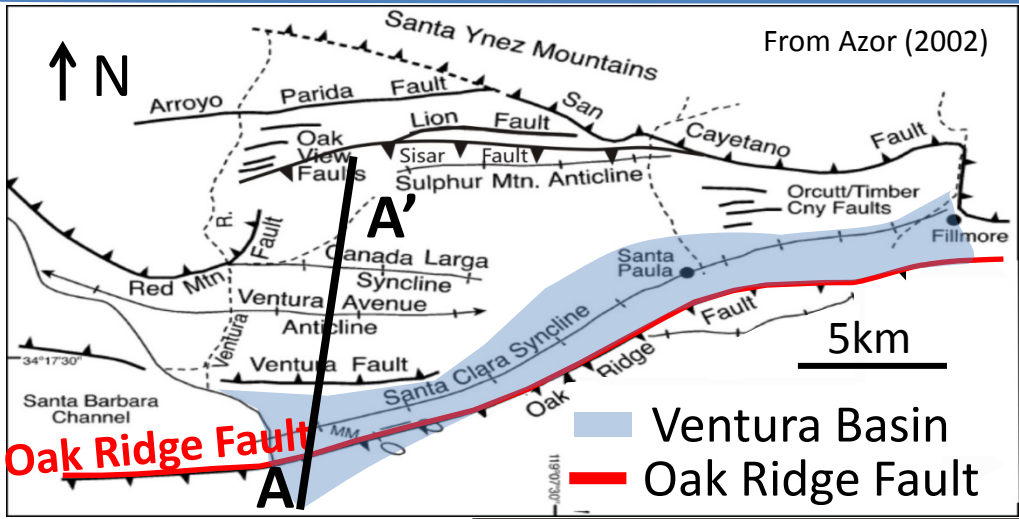 Santa Ynez Mountains
From Azor (2002)
N
Arroyo Parida Fault
San Cayetano Fault
Lion Fault
Oak
View
Faults
Sisar Fault
Sulphur Mtn. Anticline
A'
Orcutt/Timber
Cny Faults
R.
Fault
Fillmore
Canada Larga
Syncline
Santa
Paula
Red Mtn
Ventura Avenue
Anticline
Fault
5km
Ventura
34°17'30"
Ventura Fault
Santa Clara Syncline
Oak Ridge
Santa Barbara
Channel
MM
Ventura Basin
Oak Ridge Fault
A
119°07'30"
Oak Ridge Fault